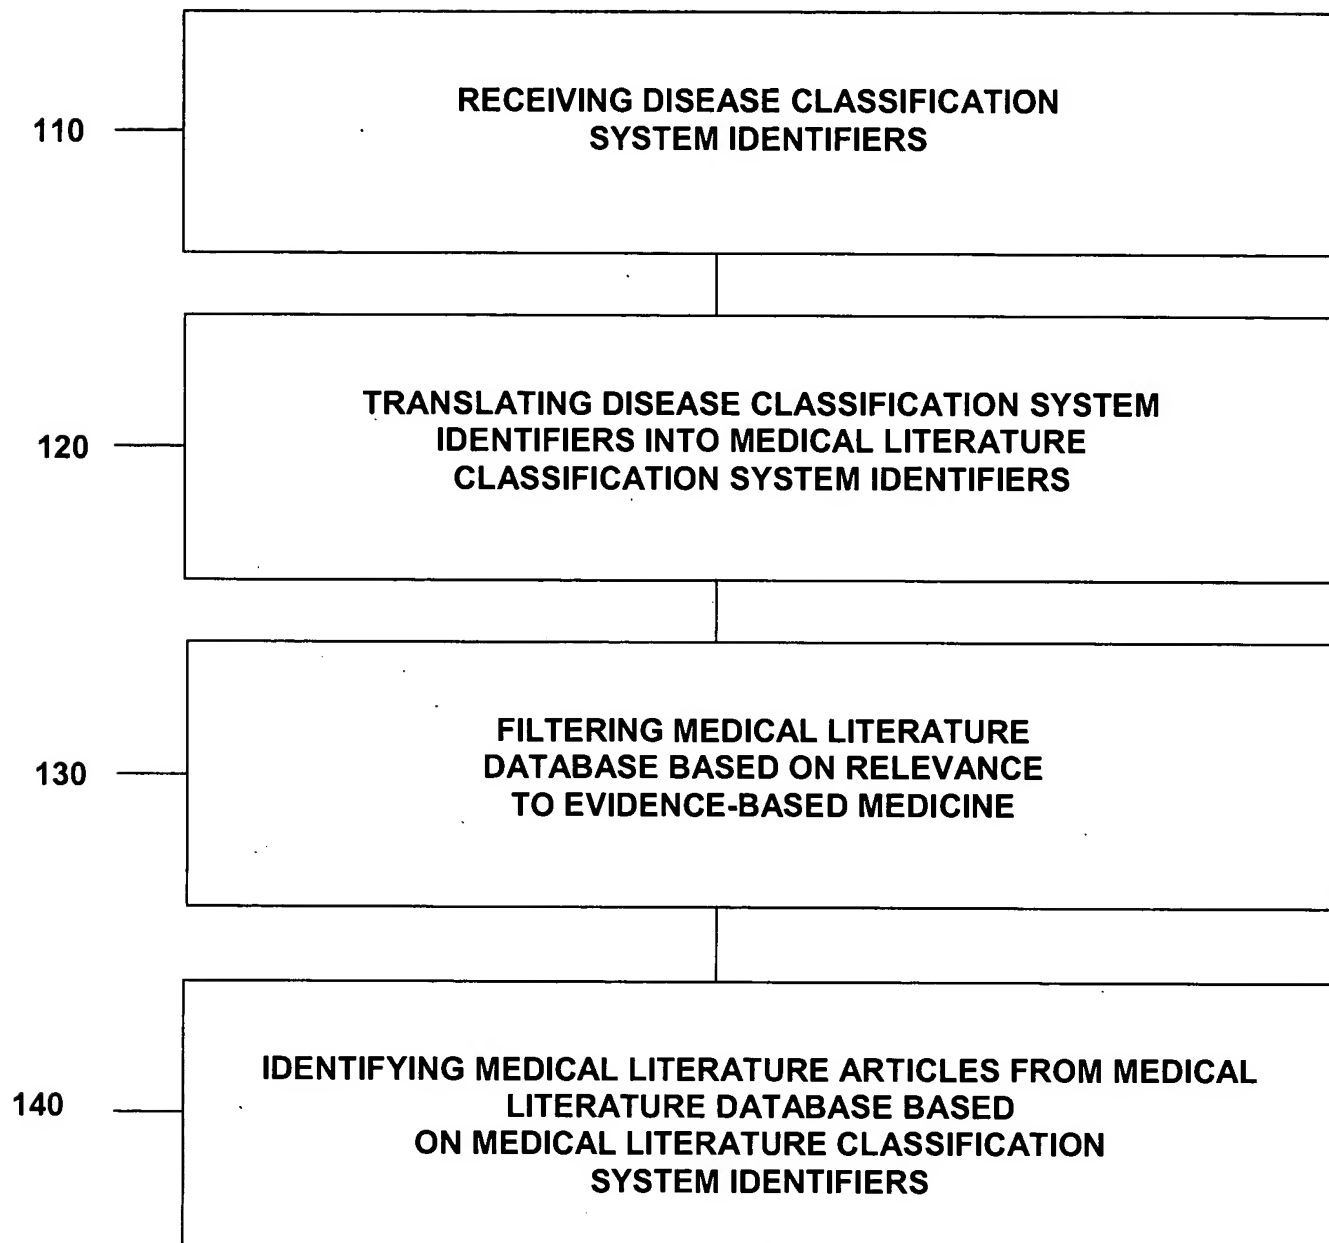 110
RECEIVING DISEASE CLASSIFICATION
SYSTEM IDENTIFIERS
120
TRANSLATING DISEASE CLASSIFICATION SYSTEM
IDENTIFIERS INTO MEDICAL LITERATURE
CLASSIFICATION SYSTEM IDENTIFIERS
130
FILTERING MEDICAL LITERATURE
DATABASE BASED ON RELEVANCE
TO EVIDENCE-BASED MEDICINE
140
IDENTIFYING MEDICAL LITERATURE ARTICLES FROM MEDICAL
LITERATURE DATABASE BASED
ON MEDICAL LITERATURE CLASSIFICATION
SYSTEM IDENTIFIERS